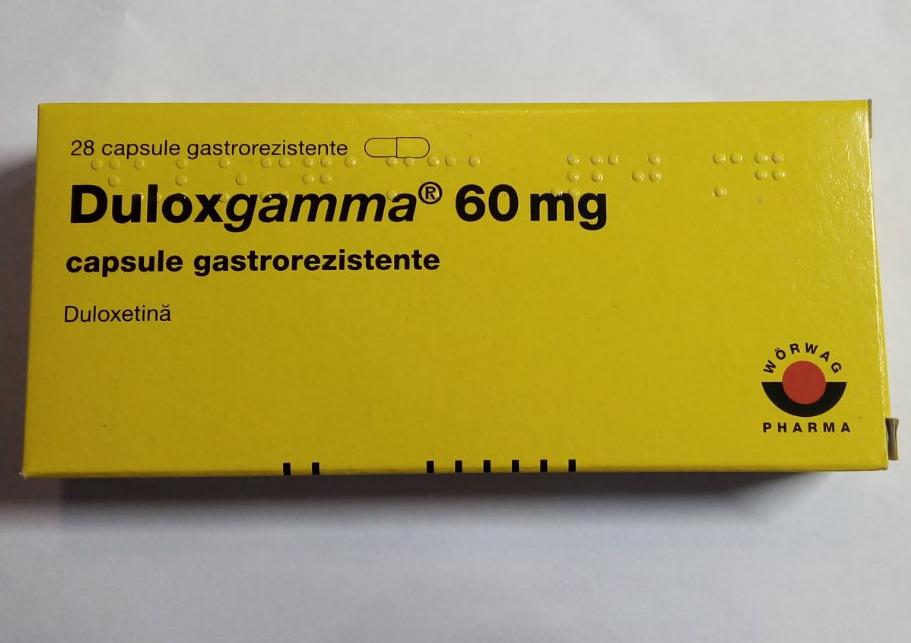 28 capsule gastrorezistente
Duloxgamma® 60 mg
capsule gastrorezistente
Duloxetină
WÖRWAG
PHARMA